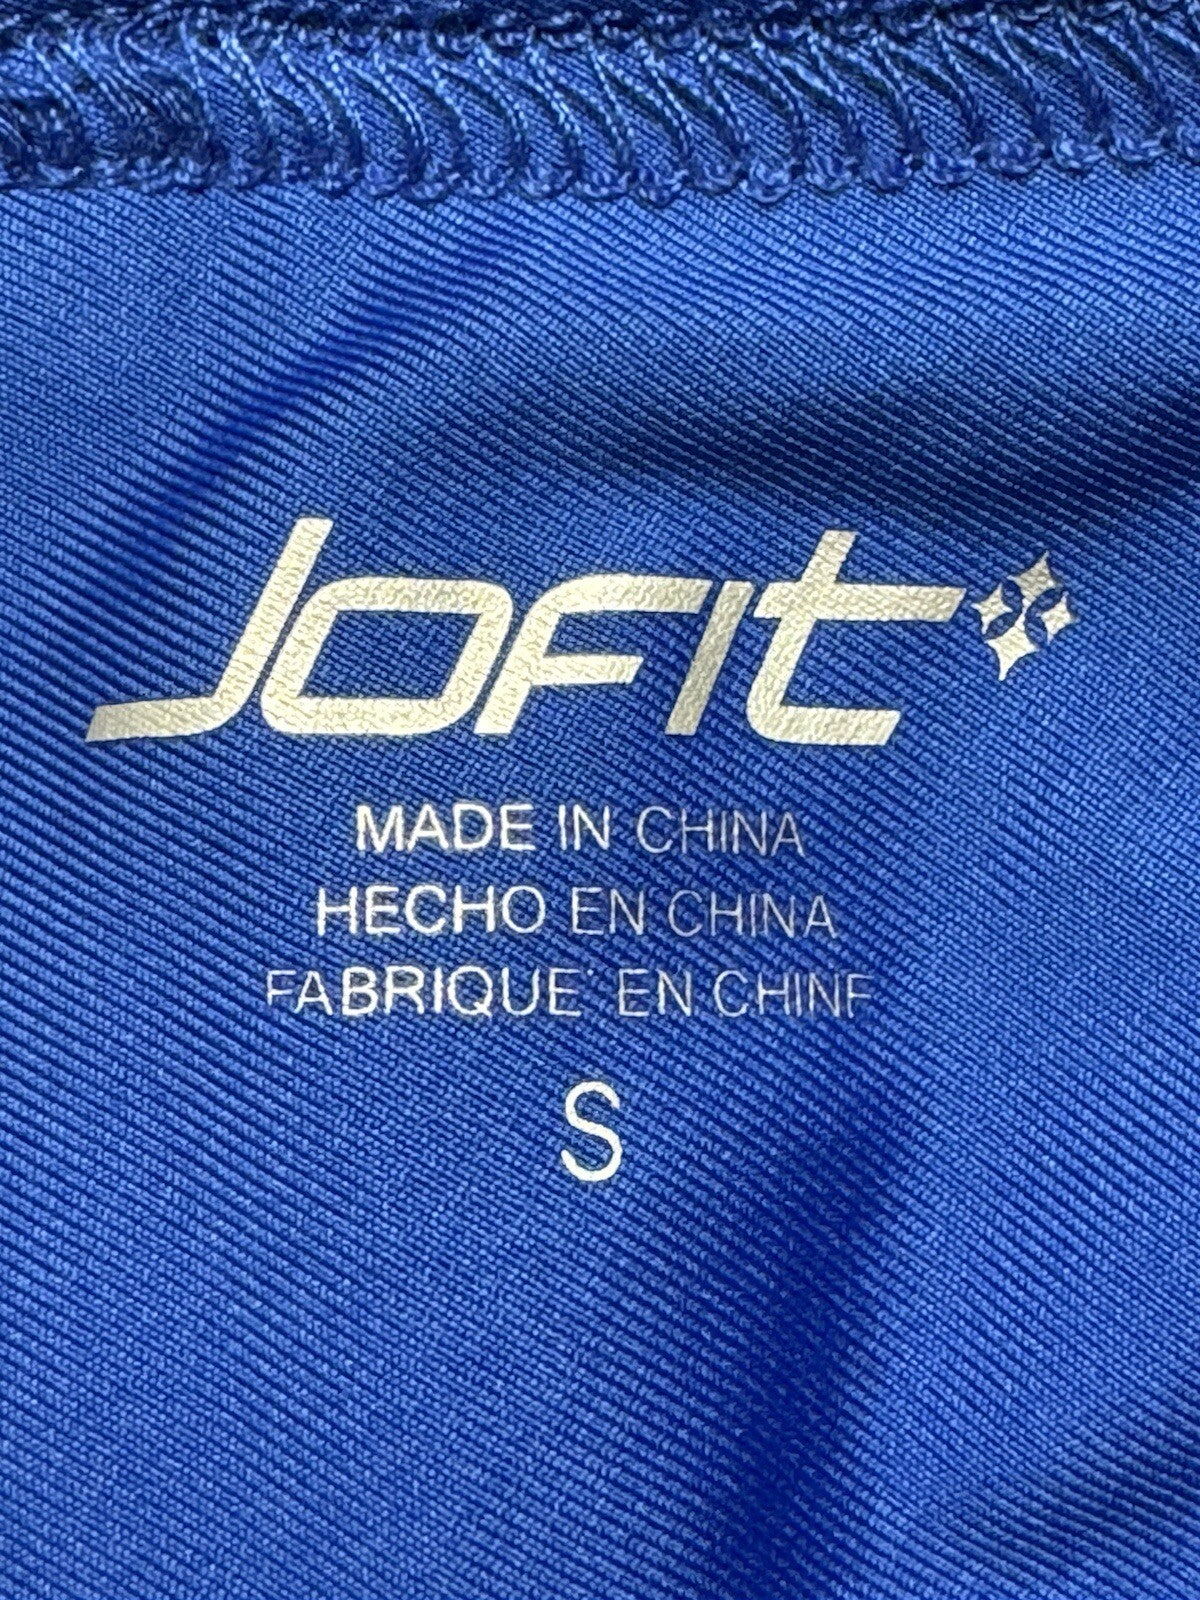 JOFIT
MADE IN CHINA
HECHO EN CHINA
FABRIQUE' EN CHINE
S